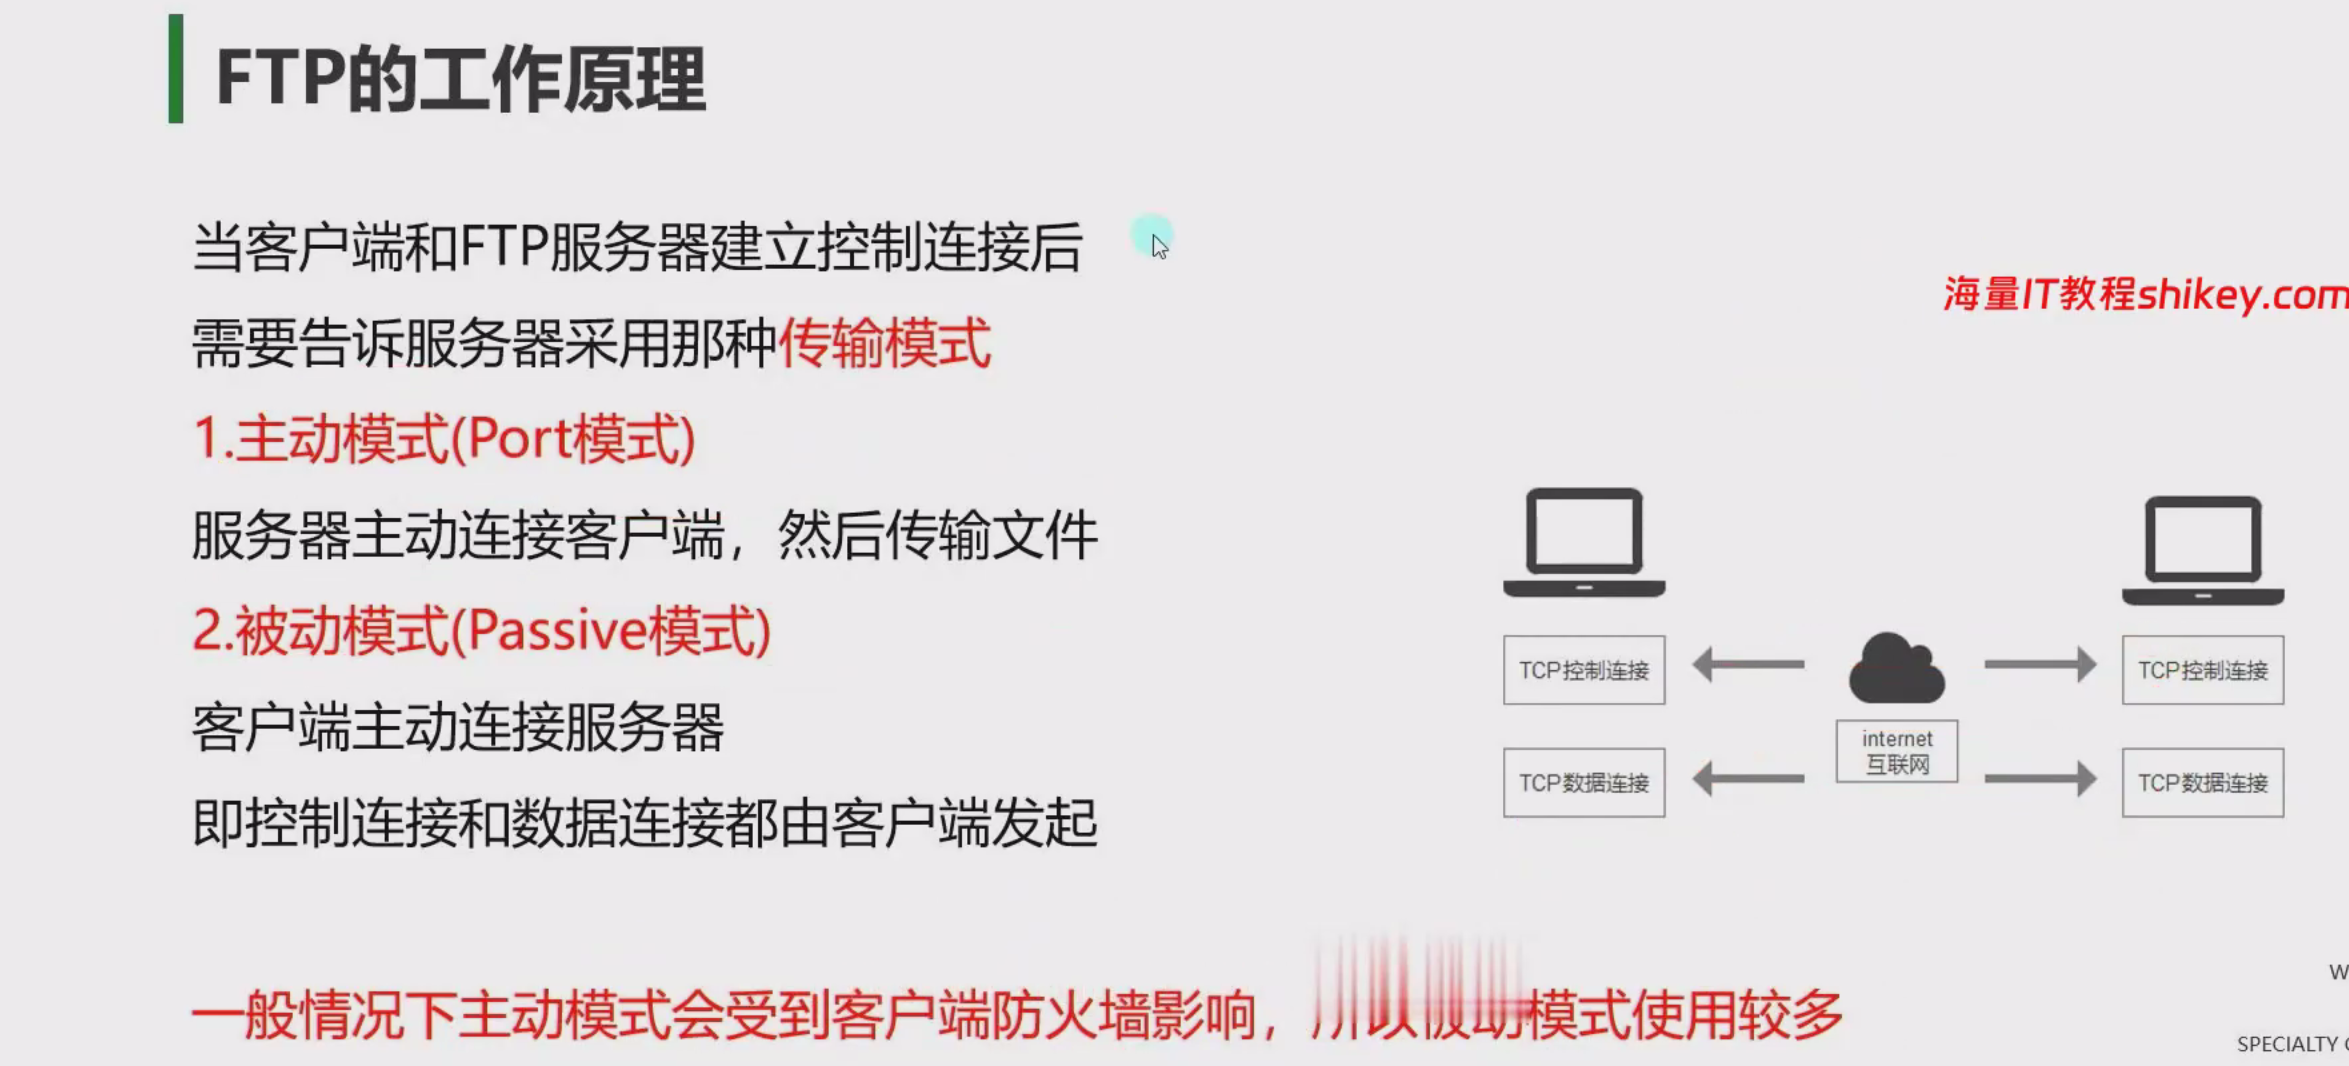 FTP的工作原理
当客户端和FTP服务器建立控制连接后
需要告诉服务器采用那种传输模式
海量IT教程shikey.com
1.主动模式(Port模式)
服务器主动连接客户端，然后传输文件
2.被动模式(Passive模式)
客户端主动连接服务器
即控制连接和数据连接都由客户端发起
TCP控制连接
TCP控制连接
internet
互联网
TCP数据连接
TCP数据连接
一般情况下主动模式会受到客户端防火墙影响，所以被动模式使用较多
SPECIALTY